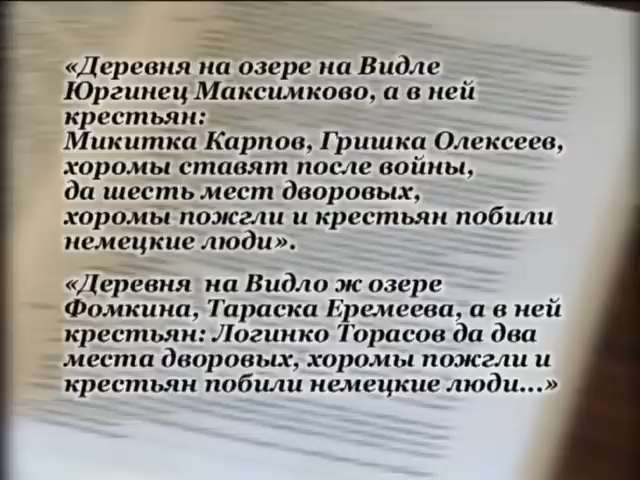 «Деревня на озере на Видле
Юргинец Максимково, а в ней
крестьян:
Микитка Карпов, Гришка Олексеев,
хоромы ставят после войны,
да шесть мест дворовых,
хоромы пожгли и крестьян побили
немецкие люди».
«Деревня на Видло ж озере
Фомкина, Тараска Еремеева, а в ней
крестьян: Логинко Торасов да два
места дворовых, хоромы пожгли и
крестьян побили немецкие люди...»